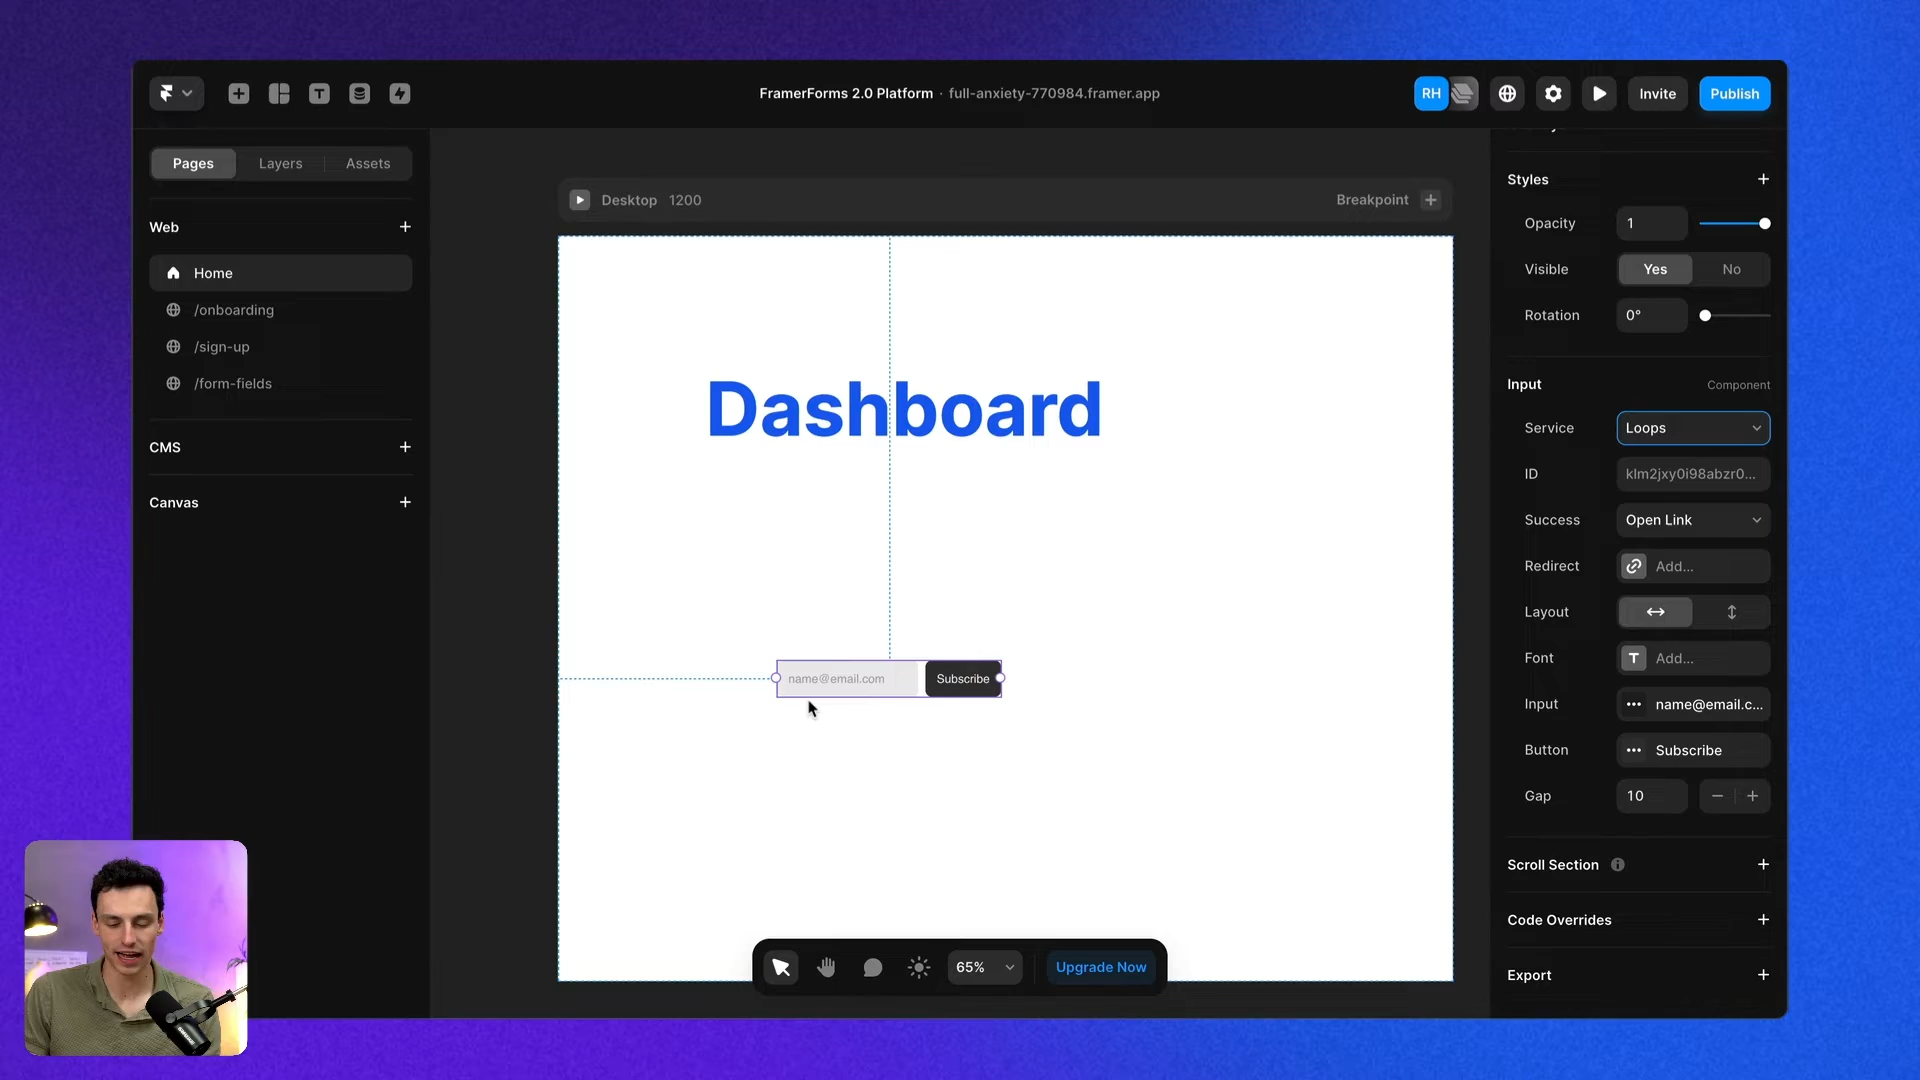 FramerForms 2.0 Platform · full-anxiety-770984.framer.app
RH
Invite
Publish
Pages
Layers
Assets
Web
Home
/onboarding
/sign-up
/form-fields
CMS
Canvas
Desktop 1200
Breakpoint
Dashboard
name@email.com
Subscribe
65%
Upgrade Now
Styles
Opacity 1
Visible Yes No
Rotation 0°
Input Component
Service Loops
ID klm2jxy0i98abzr0...
Success Open Link
Redirect Add...
Layout
Font T Add...
Input name@email.c...
Button Subscribe
Gap 10
Scroll Section
Code Overrides
Export